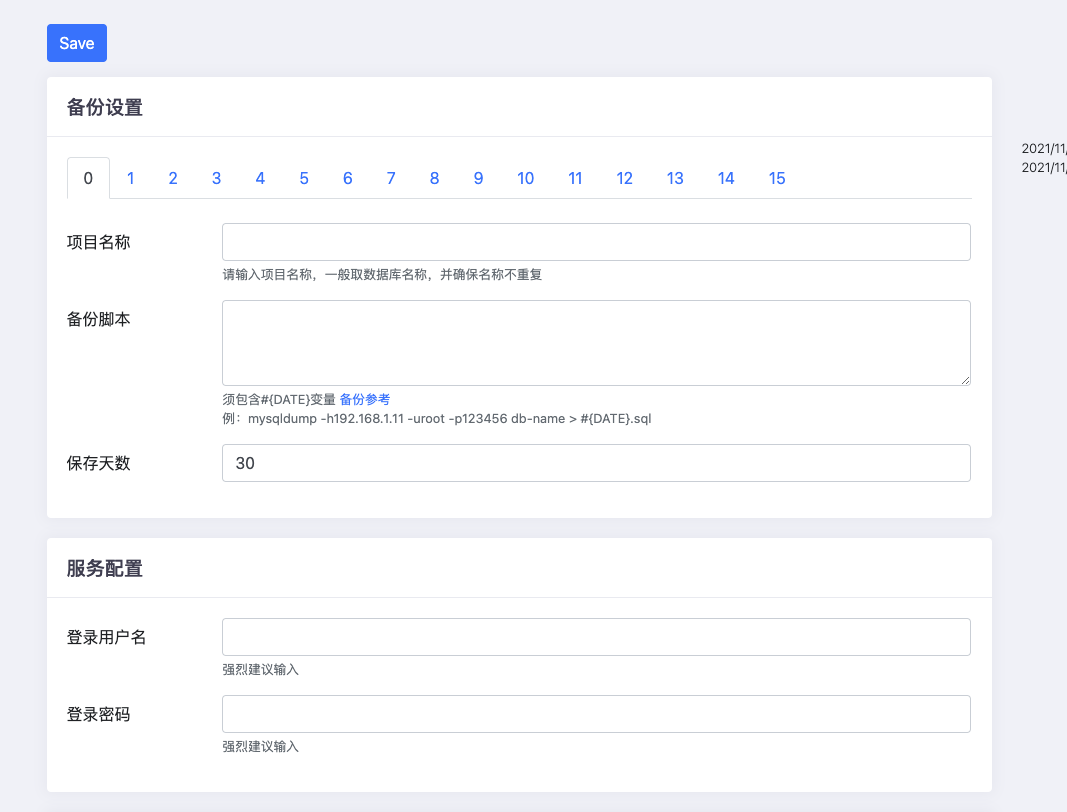 Save
备份设置
2021/11/
2021/11/
0 1 2 3 4 5 6 7 8 9 10 11 12 13 14 15
项目名称
请输入项目名称，一般取数据库名称，并确保名称不重复
备份脚本
须包含#{DATE}变量 备份参考
例：mysqldump -h192.168.1.11 -uroot -p123456 db-name > #{DATE}.sql
保存天数 30
服务配置
登录用户名
强烈建议输入
登录密码
强烈建议输入